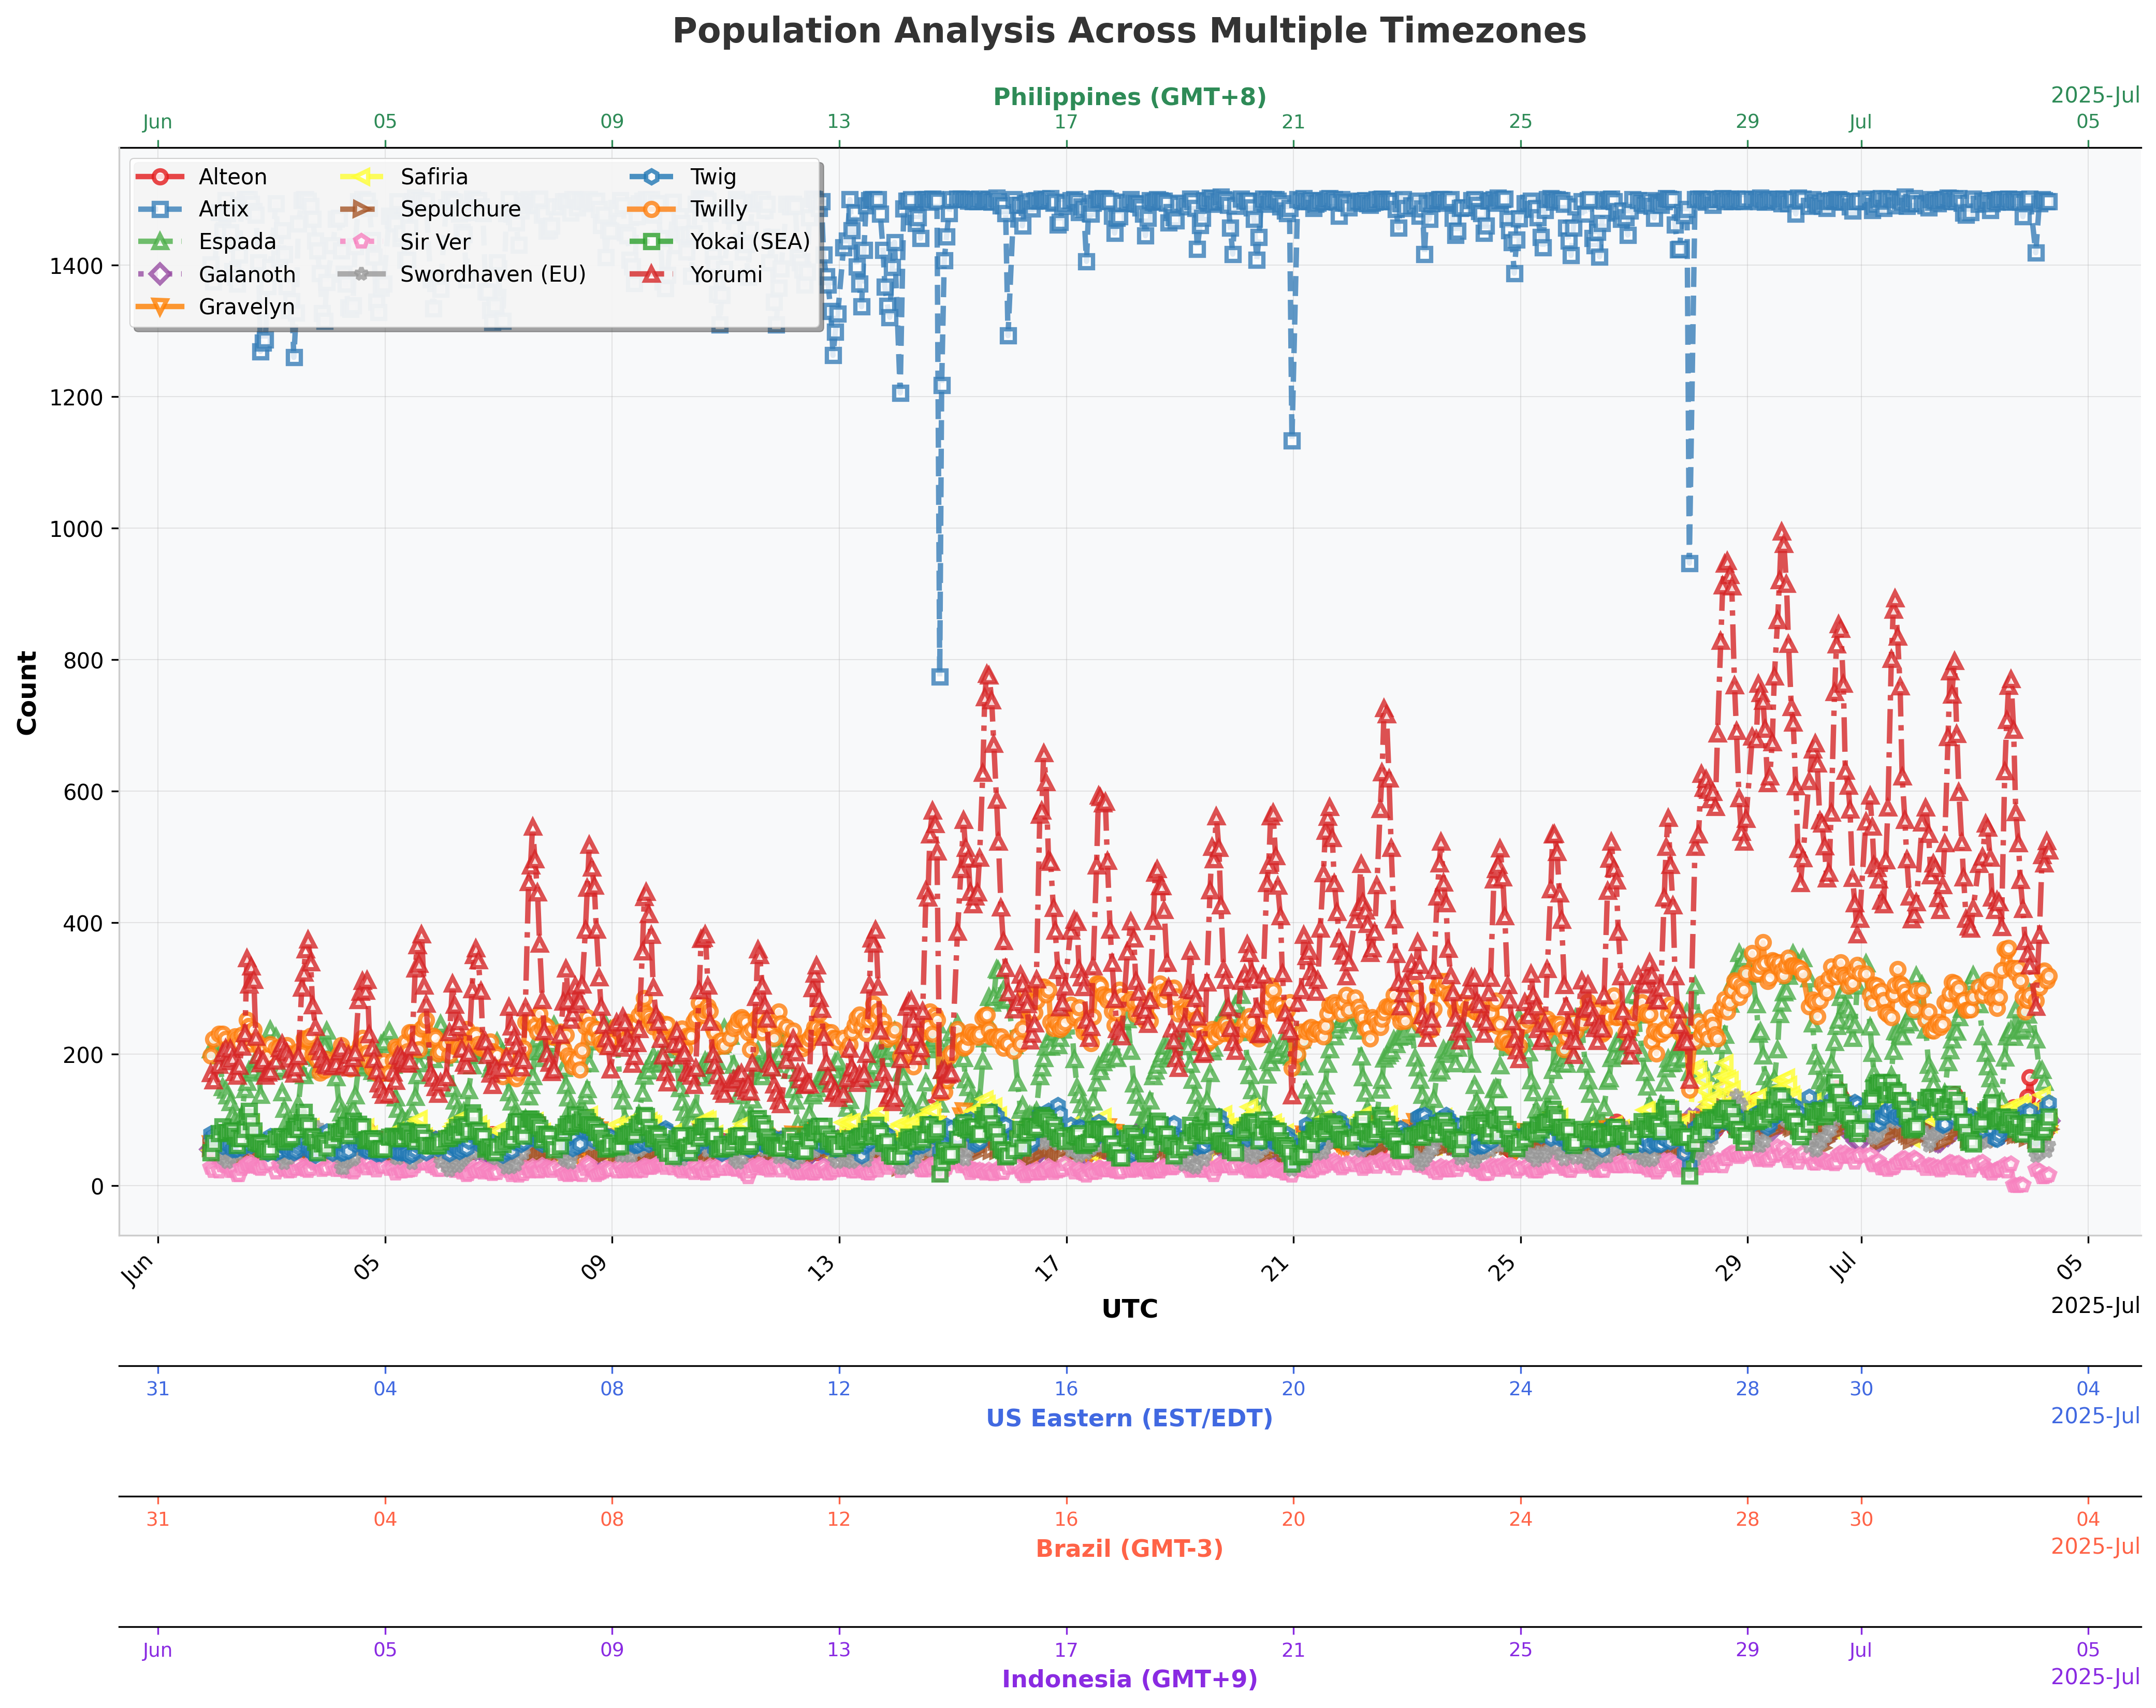 Population Analysis Across Multiple Timezones
Philippines (GMT+8)
2025-Jul
Jun 05 09 13 17 21 25 29 Jul 05
Alteon Safiria Twig
Artix Sepulchure Twilly
Espada Sir Ver Yokai (SEA)
Galanoth Swordhaven (EU) Yorumi
Gravelyn
Count
1400
1200
1000
800
600
400
200
0
Jun 05 09 13 17 21 25 29 Jul 05
UTC
2025-Jul
31 04 08 12 16 20 24 28 30 04
US Eastern (EST/EDT)
2025-Jul
31 04 08 12 16 20 24 28 30 04
Brazil (GMT-3)
2025-Jul
Jun 05 09 13 17 21 25 29 Jul 05
Indonesia (GMT+9)
2025-Jul